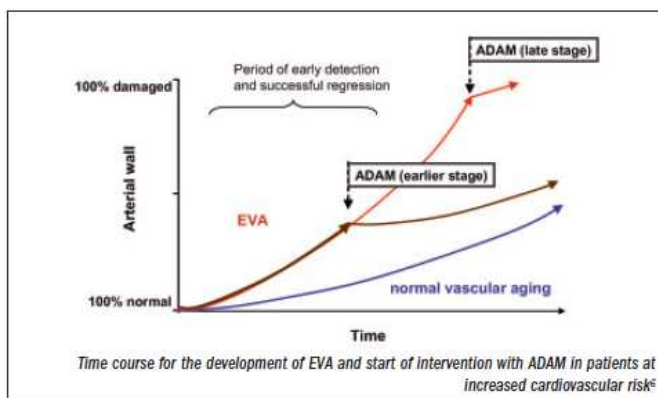 ADAM (late stage)
Period of early detection
and successful regression
100% damaged
ADAM (earlier stage)
Arterial wall
EVA
normal vascular aging
100% normal
Time
Time course for the development of EVA and start of intervention with ADAM in patients at
increased cardiovascular risk⁶